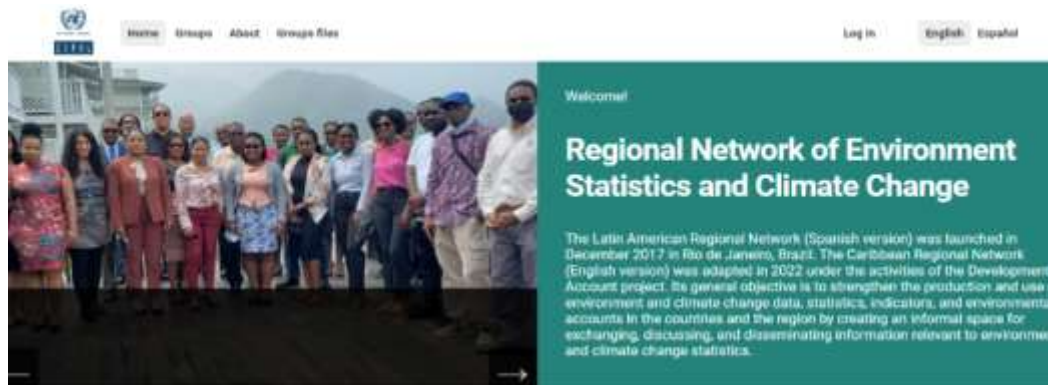 Home Groups About Groups files Log in English Español
Welcome!
Regional Network of Environment
Statistics and Climate Change
The Latin American Regional Network (Spanish version) was launched in
December 2017 in Rio de Janeiro, Brazil. The Caribbean Regional Network
(English version) was adapted in 2022 under the activities of the Development
Account project. Its general objective is to strengthen the production and use
environment and climate change data, statistics, indicators, and environmenta
accounts in the countries and the region by creating an informal space for
exchanging, discussing, and disseminating information relevant to environme
and climate change statistics.